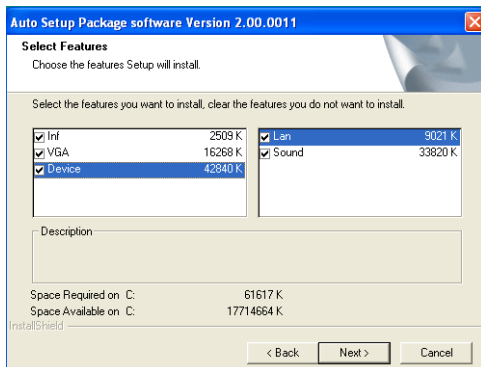 Auto Setup Package software Version 2.00.0011
Select Features
Choose the features Setup will install.
Select the features you want to install, clear the features you do not want to install.
Inf 2509 K
VGA 16268 K
Device 42840 K
Lan 9021 K
Sound 33820 K
Description
Space Required on C: 61617 K
Space Available on C: 17714664 K
InstallShield
< Back Next > Cancel